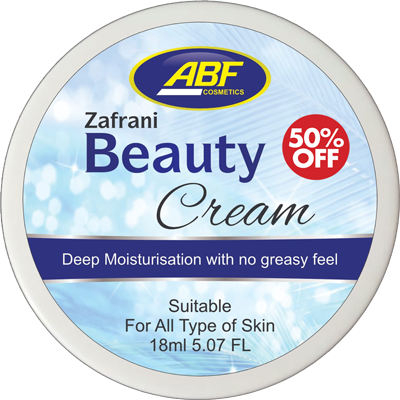 ABF
COSMETICS
Zafrani
Beauty
50%
OFF
Cream
Deep Moisturisation with no greasy feel
Suitable
For All Type of Skin
18ml 5.07 FL